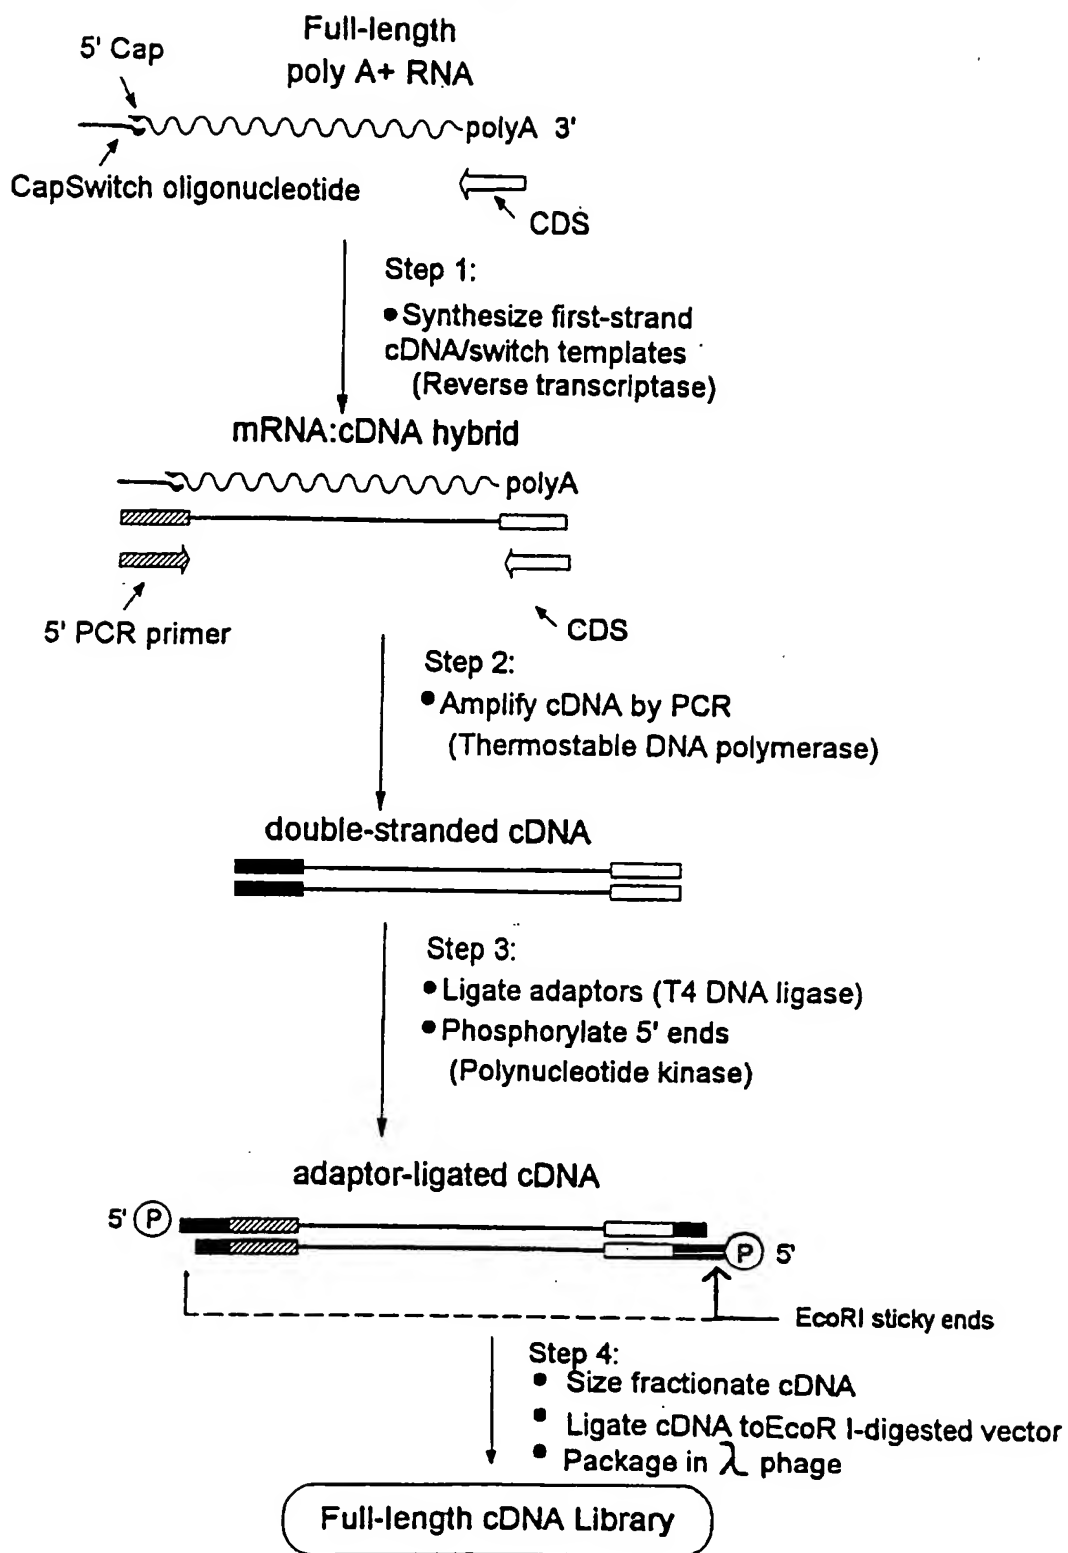 Full-length
poly A+ RNA
5' Cap
polyA 3'
CapSwitch oligonucleotide
CDS
Step 1:
• Synthesize first-strand
cDNA/switch templates
(Reverse transcriptase)
mRNA:cDNA hybrid
polyA
5' PCR primer
CDS
Step 2:
• Amplify cDNA by PCR
(Thermostable DNA polymerase)
double-stranded cDNA
Step 3:
• Ligate adaptors (T4 DNA ligase)
• Phosphorylate 5' ends
(Polynucleotide kinase)
adaptor-ligated cDNA
5' P
P 5'
EcoRI sticky ends
Step 4:
• Size fractionate cDNA
• Ligate cDNA toEcoR I-digested vector
• Package in λ phage
Full-length cDNA Library